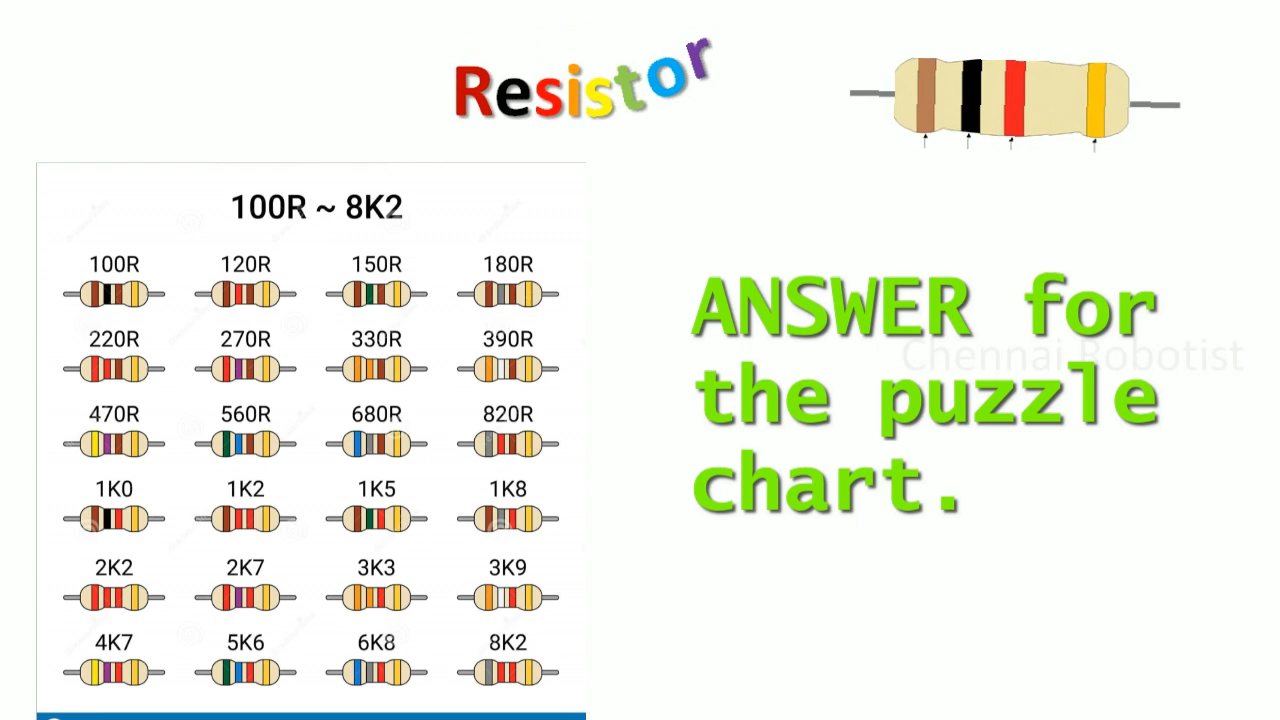 Resistor
100R ~ 8K2
100R 120R 150R 180R
220R 270R 330R 390R
470R 560R 680R 820R
1K0 1K2 1K5 1K8
2K2 2K7 3K3 3K9
4K7 5K6 6K8 8K2
ANSWER for
the puzzle
chart.
Chennai Robotist